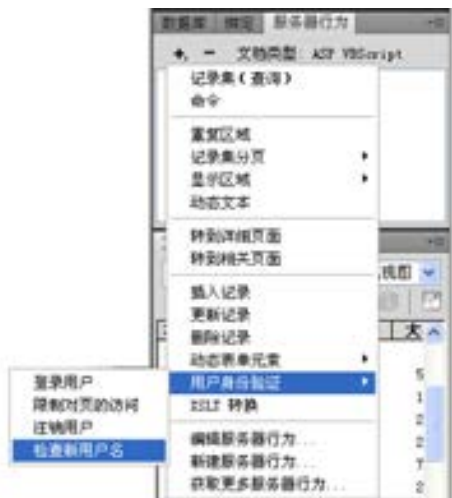 数据库 绑定 服务器行为
文档类型: ASP VBScript
记录集(查询)
命令
重复区域
记录集分页
显示区域
动态文本
转到详细页面
转到相关页面
视图
插入记录
更新记录
删除记录
大
动态表单元素
用户身份验证
5
登录用户
XSLT 转换
1
限制对页的访问
2
注销用户
编辑服务器行为...
2
检查新用户名
新建服务器行为...
7
获取更多服务器行为...
2